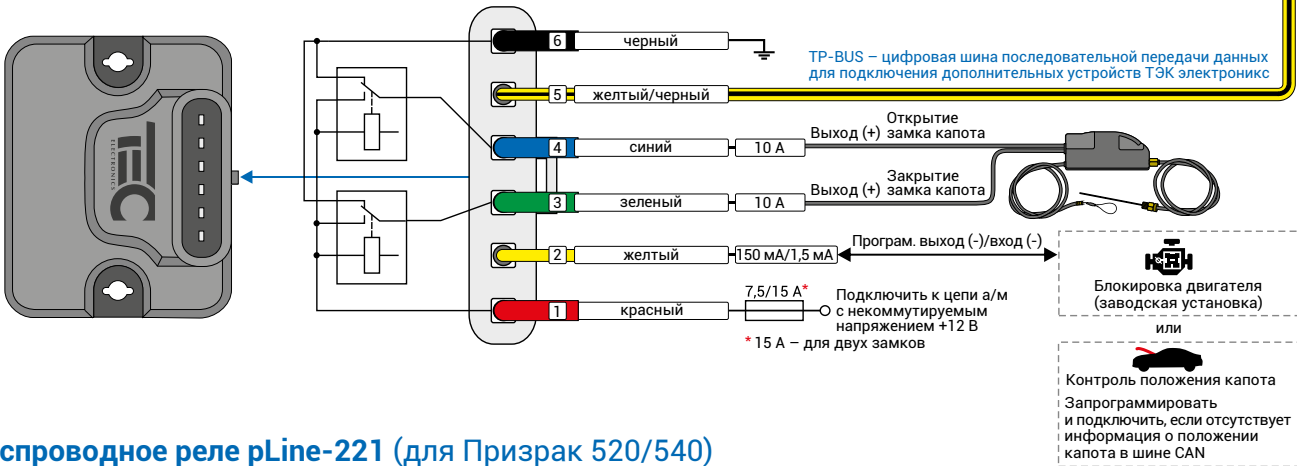 TEC
ELECTRONICS
6 черный
TP-BUS – цифровая шина последовательной передачи данных
для подключения дополнительных устройств ТЭК электроникс
5 желтый/черный
4 синий 10 А
Выход (+)
Открытие
замка капота
3 зеленый 10 А
Выход (+)
Закрытие
замка капота
2 желтый 150 мА/1,5 мА
Програм. выход (-)/вход (-)
Блокировка двигателя
(заводская установка)
1 красный
7,5/15 А*
Подключить к цепи а/м
с некоммутируемым
напряжением +12 В
* 15 А – для двух замков
или
Контроль положения капота
Запрограммировать
и подключить, если отсутствует
информация о положении
капота в шине CAN
спроводное реле pLine-221 (для Призрак 520/540)